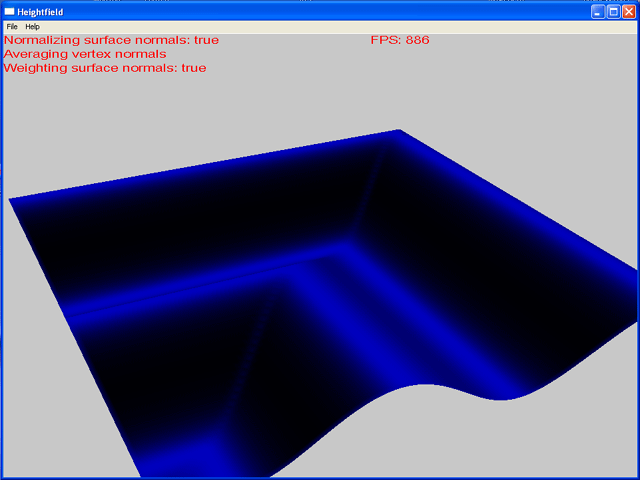 Heightfield
File Help
Normalizing surface normals: true FPS: 886
Averaging vertex normals
Weighting surface normals: true